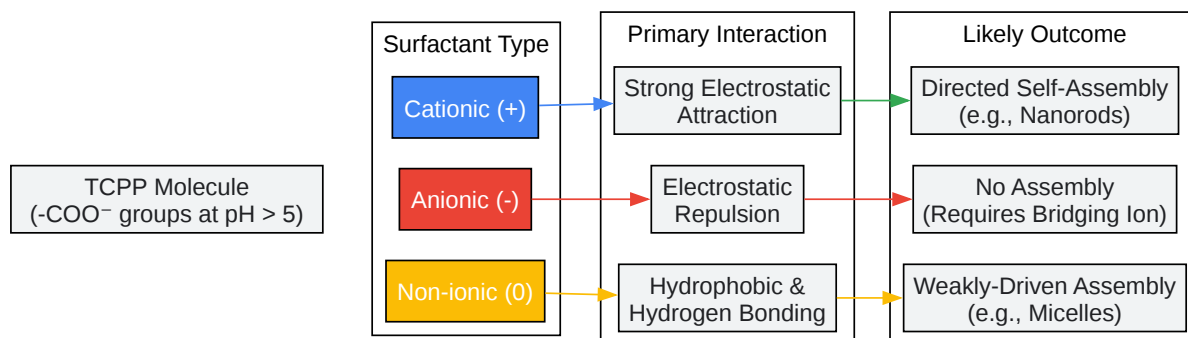 TCPP Molecule
(-COO⁻ groups at pH > 5)
Surfactant Type
Cationic (+)
Anionic (-)
Non-ionic (0)
Primary Interaction
Strong Electrostatic
Attraction
Electrostatic
Repulsion
Hydrophobic &
Hydrogen Bonding
Likely Outcome
Directed Self-Assembly
(e.g., Nanorods)
No Assembly
(Requires Bridging Ion)
Weakly-Driven Assembly
(e.g., Micelles)